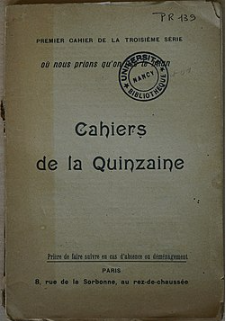 PR 139
PREMIER CAHIER DE LA TROISIÈME SÉRIE
où nous prions qu'on
UNIVERSITÉ
NANCY
BIBLIOTHÈQUE
Cahiers
de la Quinzaine
Prière de faire suivre en cas d'absence ou déménagement
PARIS
8, rue de la Sorbonne, au rez-de-chaussée